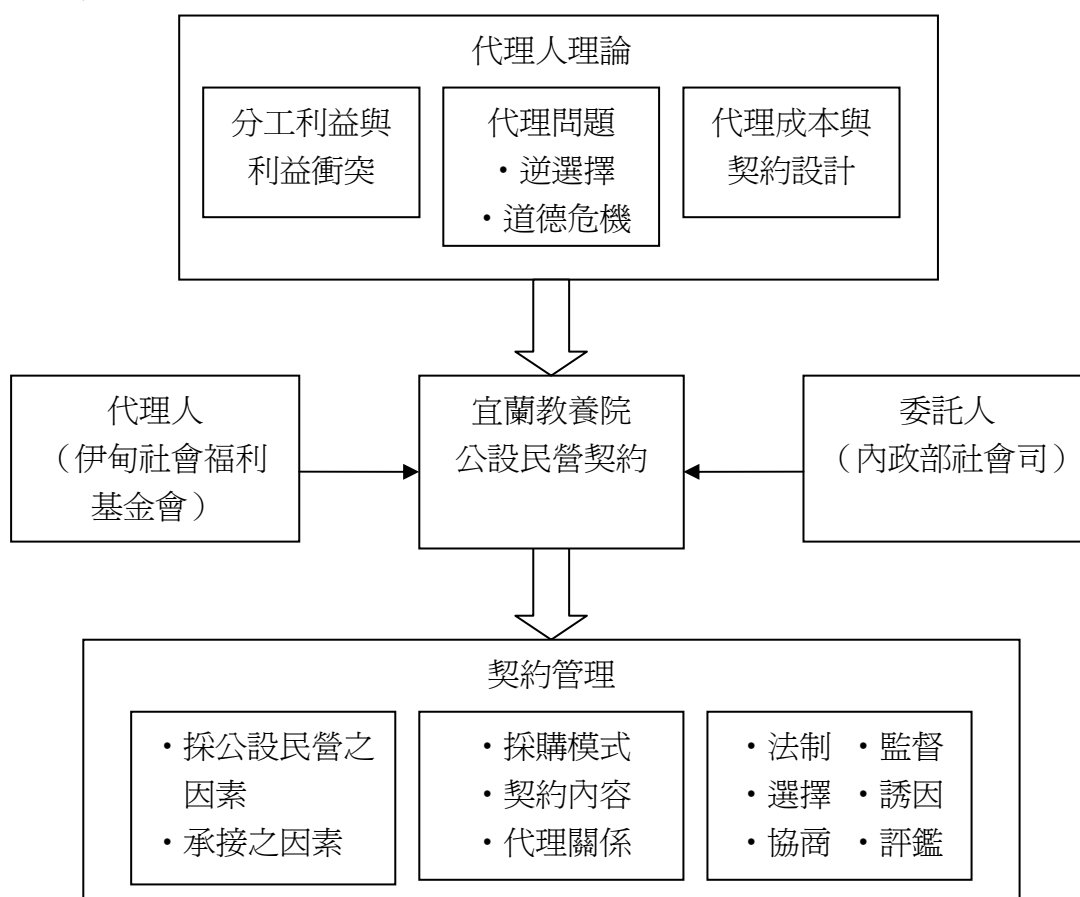 代理人理論
分工利益與
利益衝突
代理問題
・逆選擇
・道德危機
代理成本與
契約設計
代理人
（伊甸社會福利
基金會）
宜蘭教養院
公設民營契約
委託人
（內政部社會司）
契約管理
・採公設民營之
因素
・承接之因素
・採購模式
・契約內容
・代理關係
・法制 ・監督
・選擇 ・誘因
・協商 ・評鑑